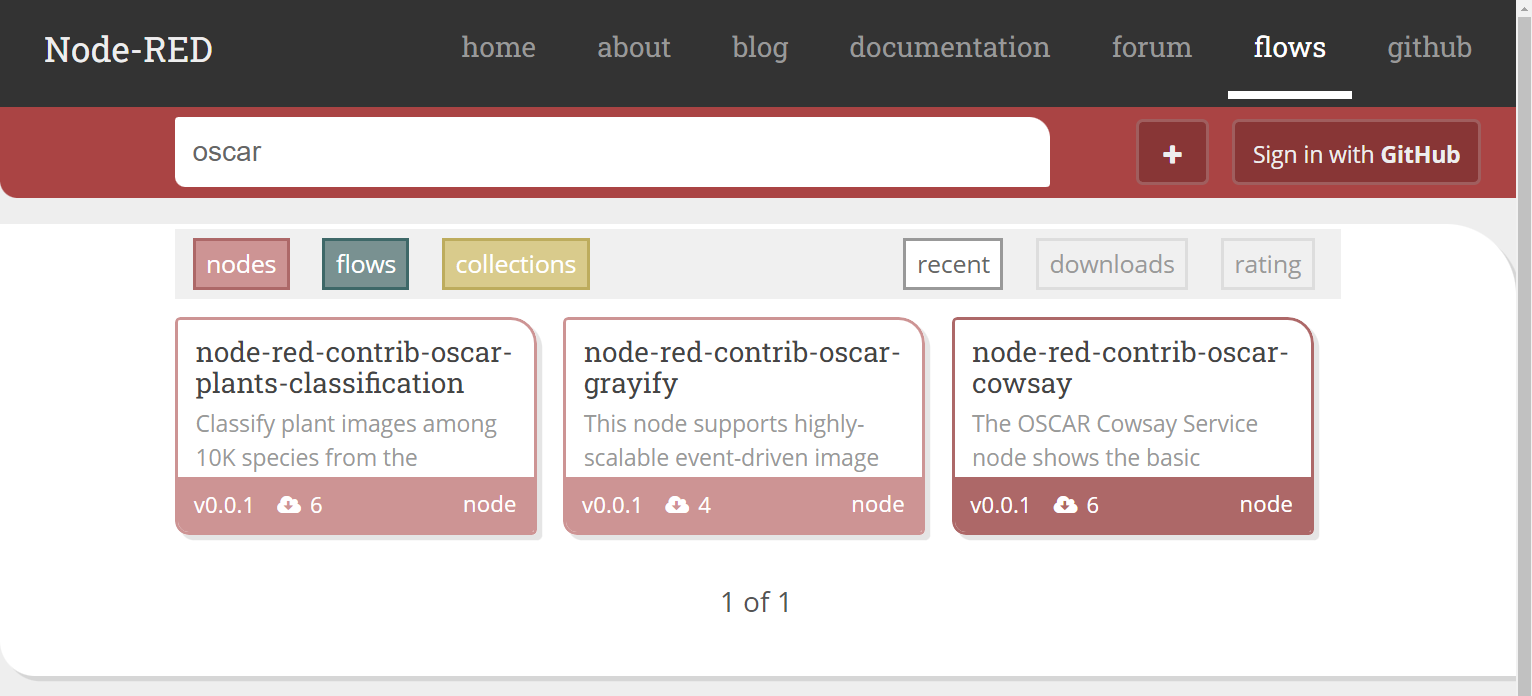 Node-RED
home about blog documentation forum flows github
oscar
+ Sign in with GitHub
nodes flows collections recent downloads rating
node-red-contrib-oscar-
plants-classification
Classify plant images among
10K species from the
v0.0.1 6 node
node-red-contrib-oscar-
grayify
This node supports highly-
scalable event-driven image
v0.0.1 4 node
node-red-contrib-oscar-
cowsay
The OSCAR Cowsay Service
node shows the basic
v0.0.1 6 node
1 of 1